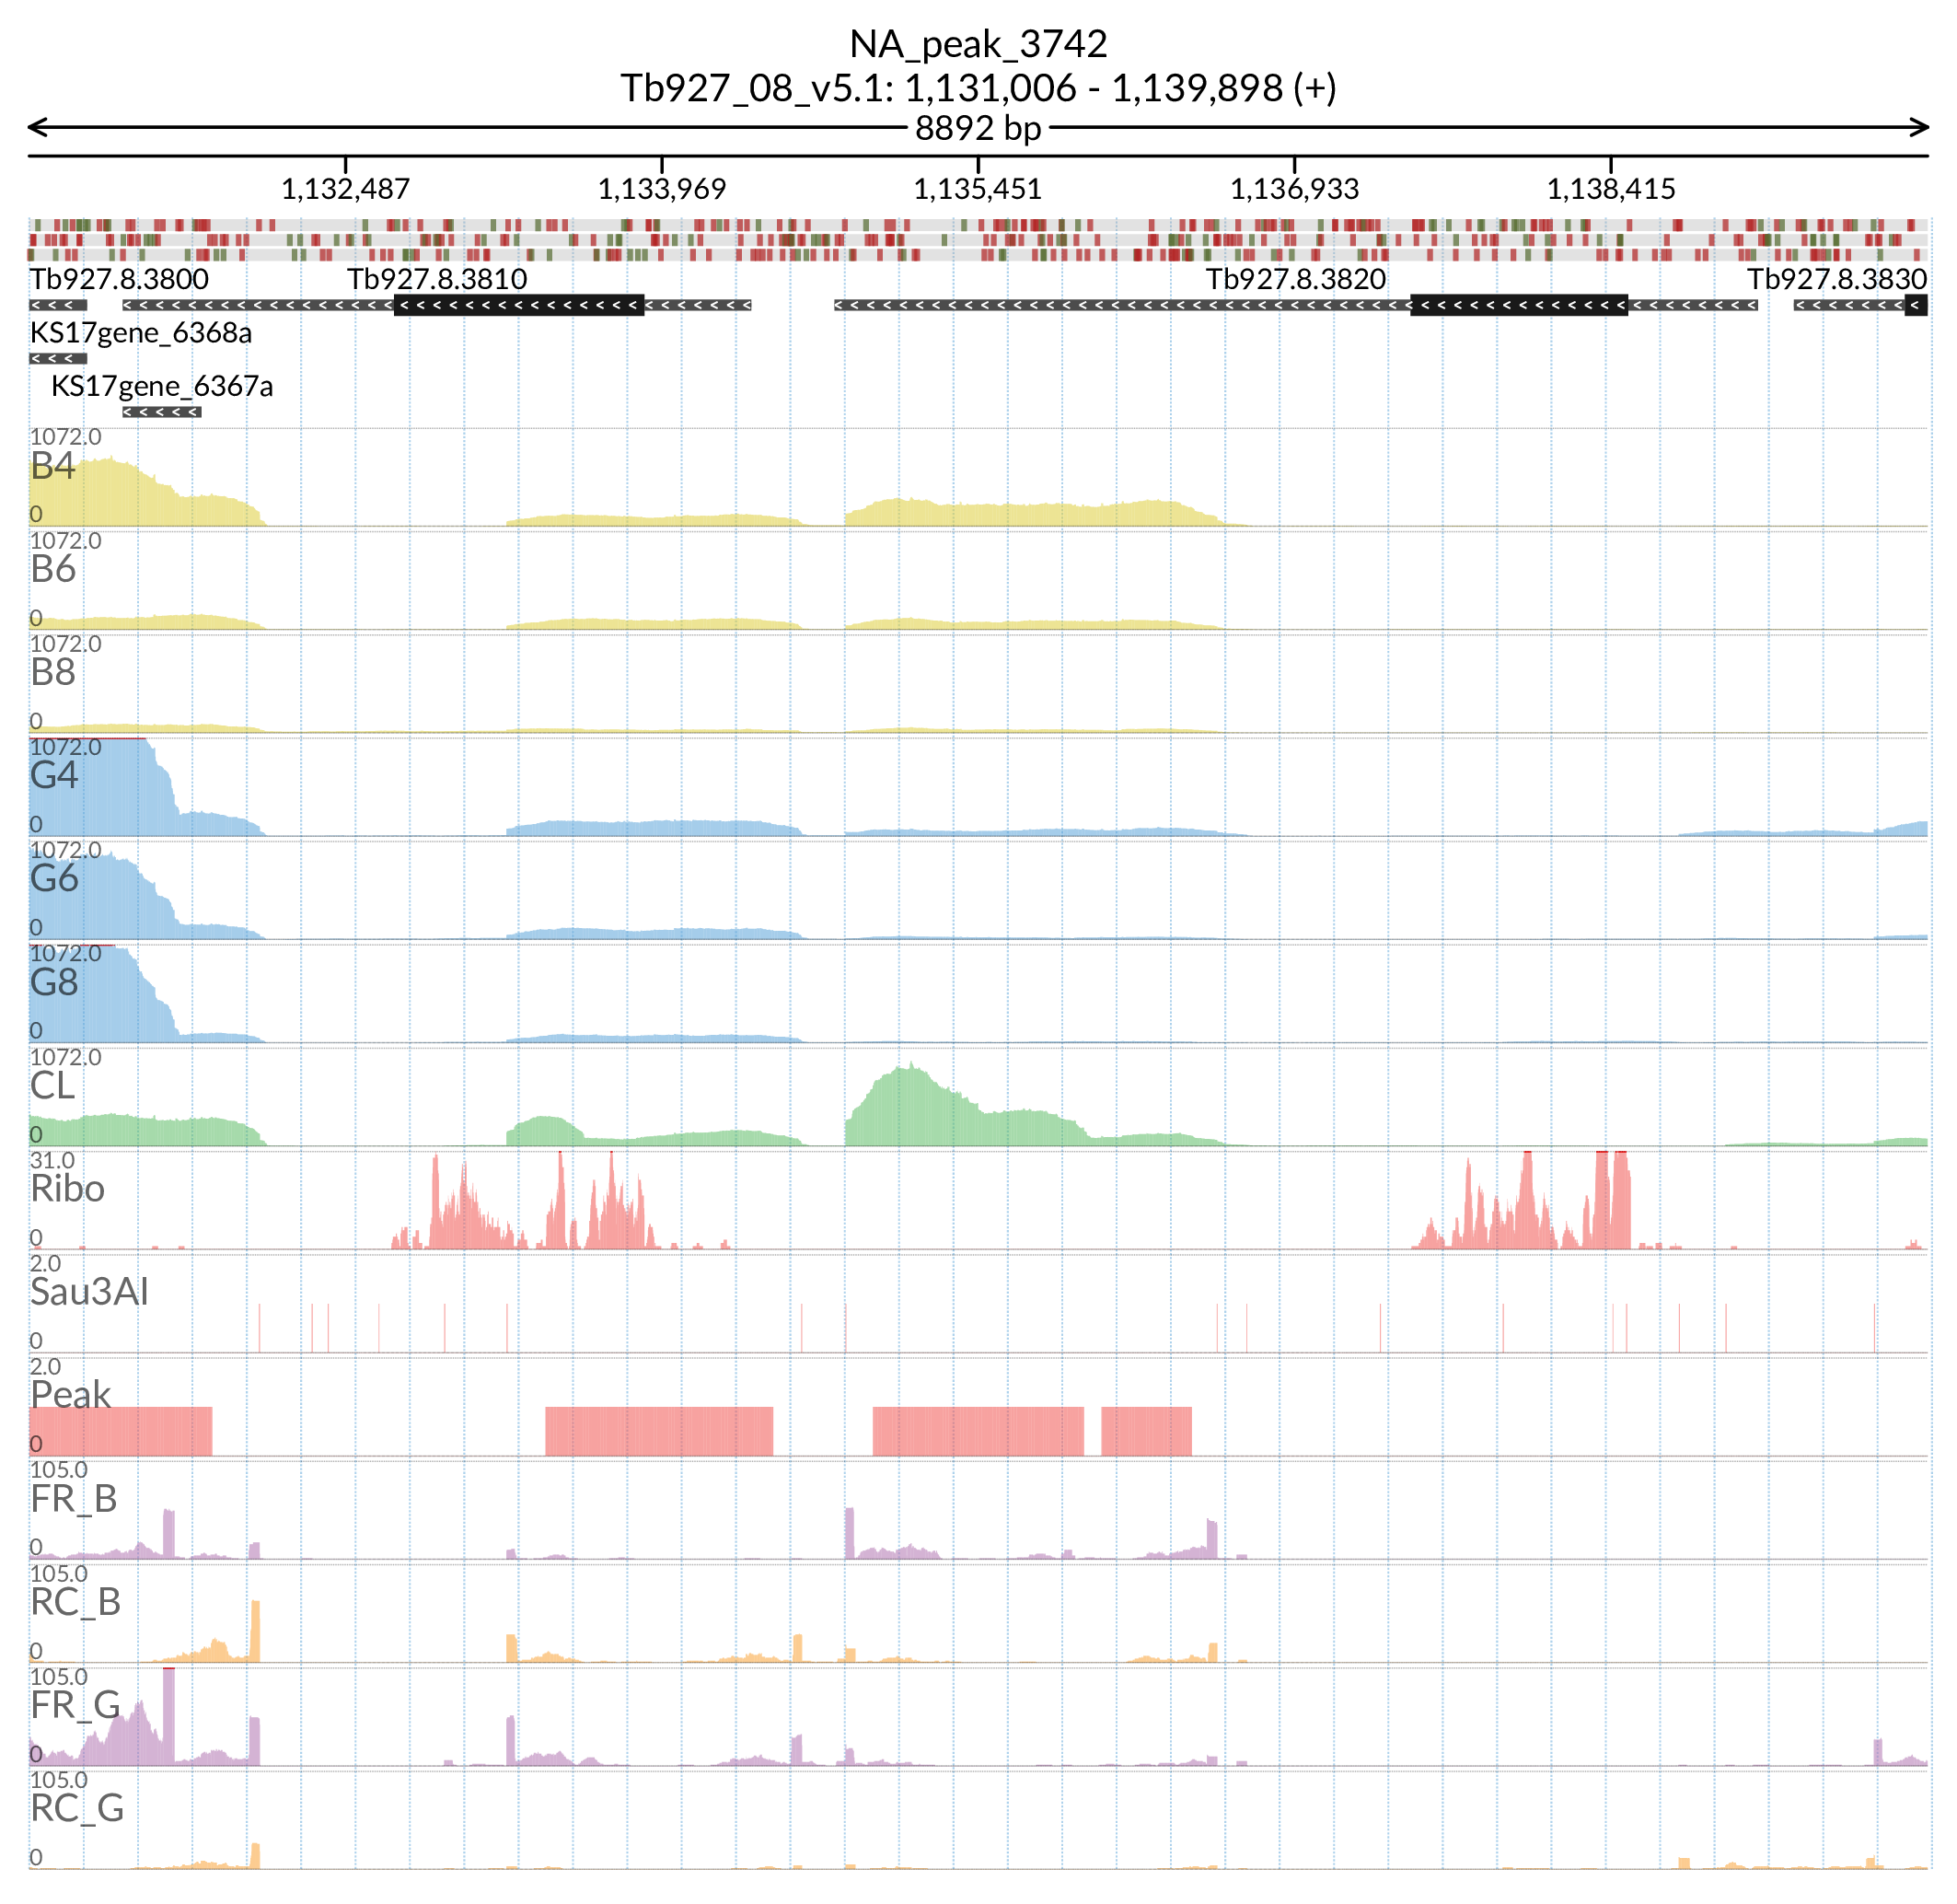 NA_peak_3742
Tb927_08_v5.1: 1,131,006 - 1,139,898 (+)
8892 bp
1,132,487 1,133,969 1,135,451 1,136,933 1,138,415
Tb927.8.3800 Tb927.8.3810 Tb927.8.3820 Tb927.8.3830
KS17gene_6368a
KS17gene_6367a
1072.0
B4
0
1072.0
B6
0
1072.0
B8
0
1072.0
G4
0
1072.0
G6
0
1072.0
G8
0
1072.0
CL
0
31.0
Ribo
0
2.0
Sau3AI
0
2.0
Peak
0
105.0
FR_B
0
105.0
RC_B
0
105.0
FR_G
0
105.0
RC_G
0